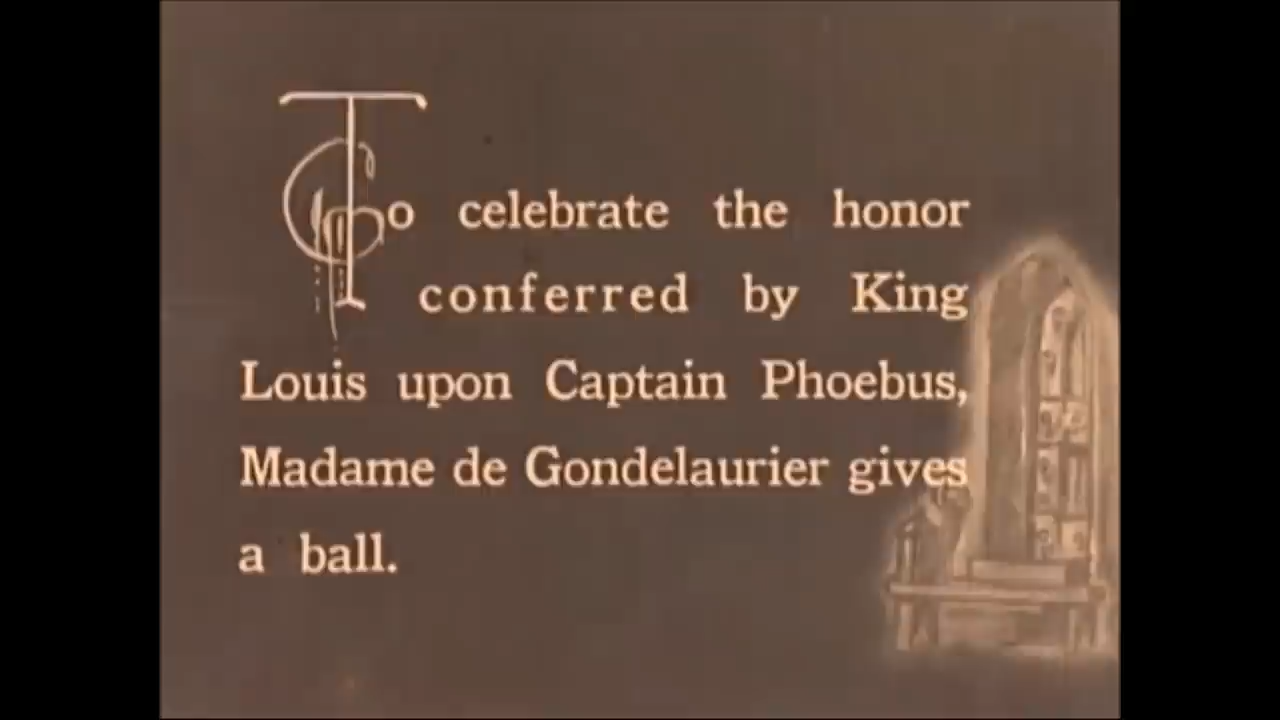 To celebrate the honor
conferred by King
Louis upon Captain Phoebus,
Madame de Gondelaurier gives
a ball.